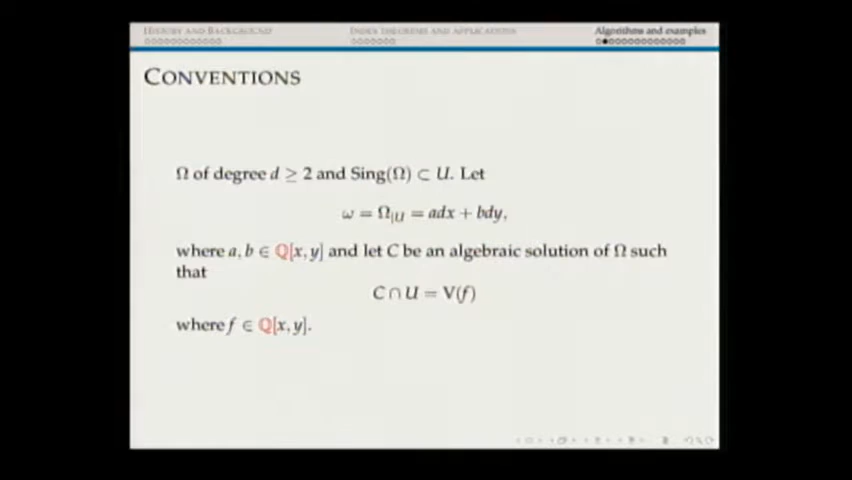 History and Background
Index theorems and applications
Algorithms and examples
Conventions
Ω of degree d ≥ 2 and Sing(Ω) ⊂ U. Let
ω = Ω|U = adx + bdy,
where a, b ∈ Q[x, y] and let C be an algebraic solution of Ω such
that
C ∩ U = V(f)
where f ∈ Q[x, y].